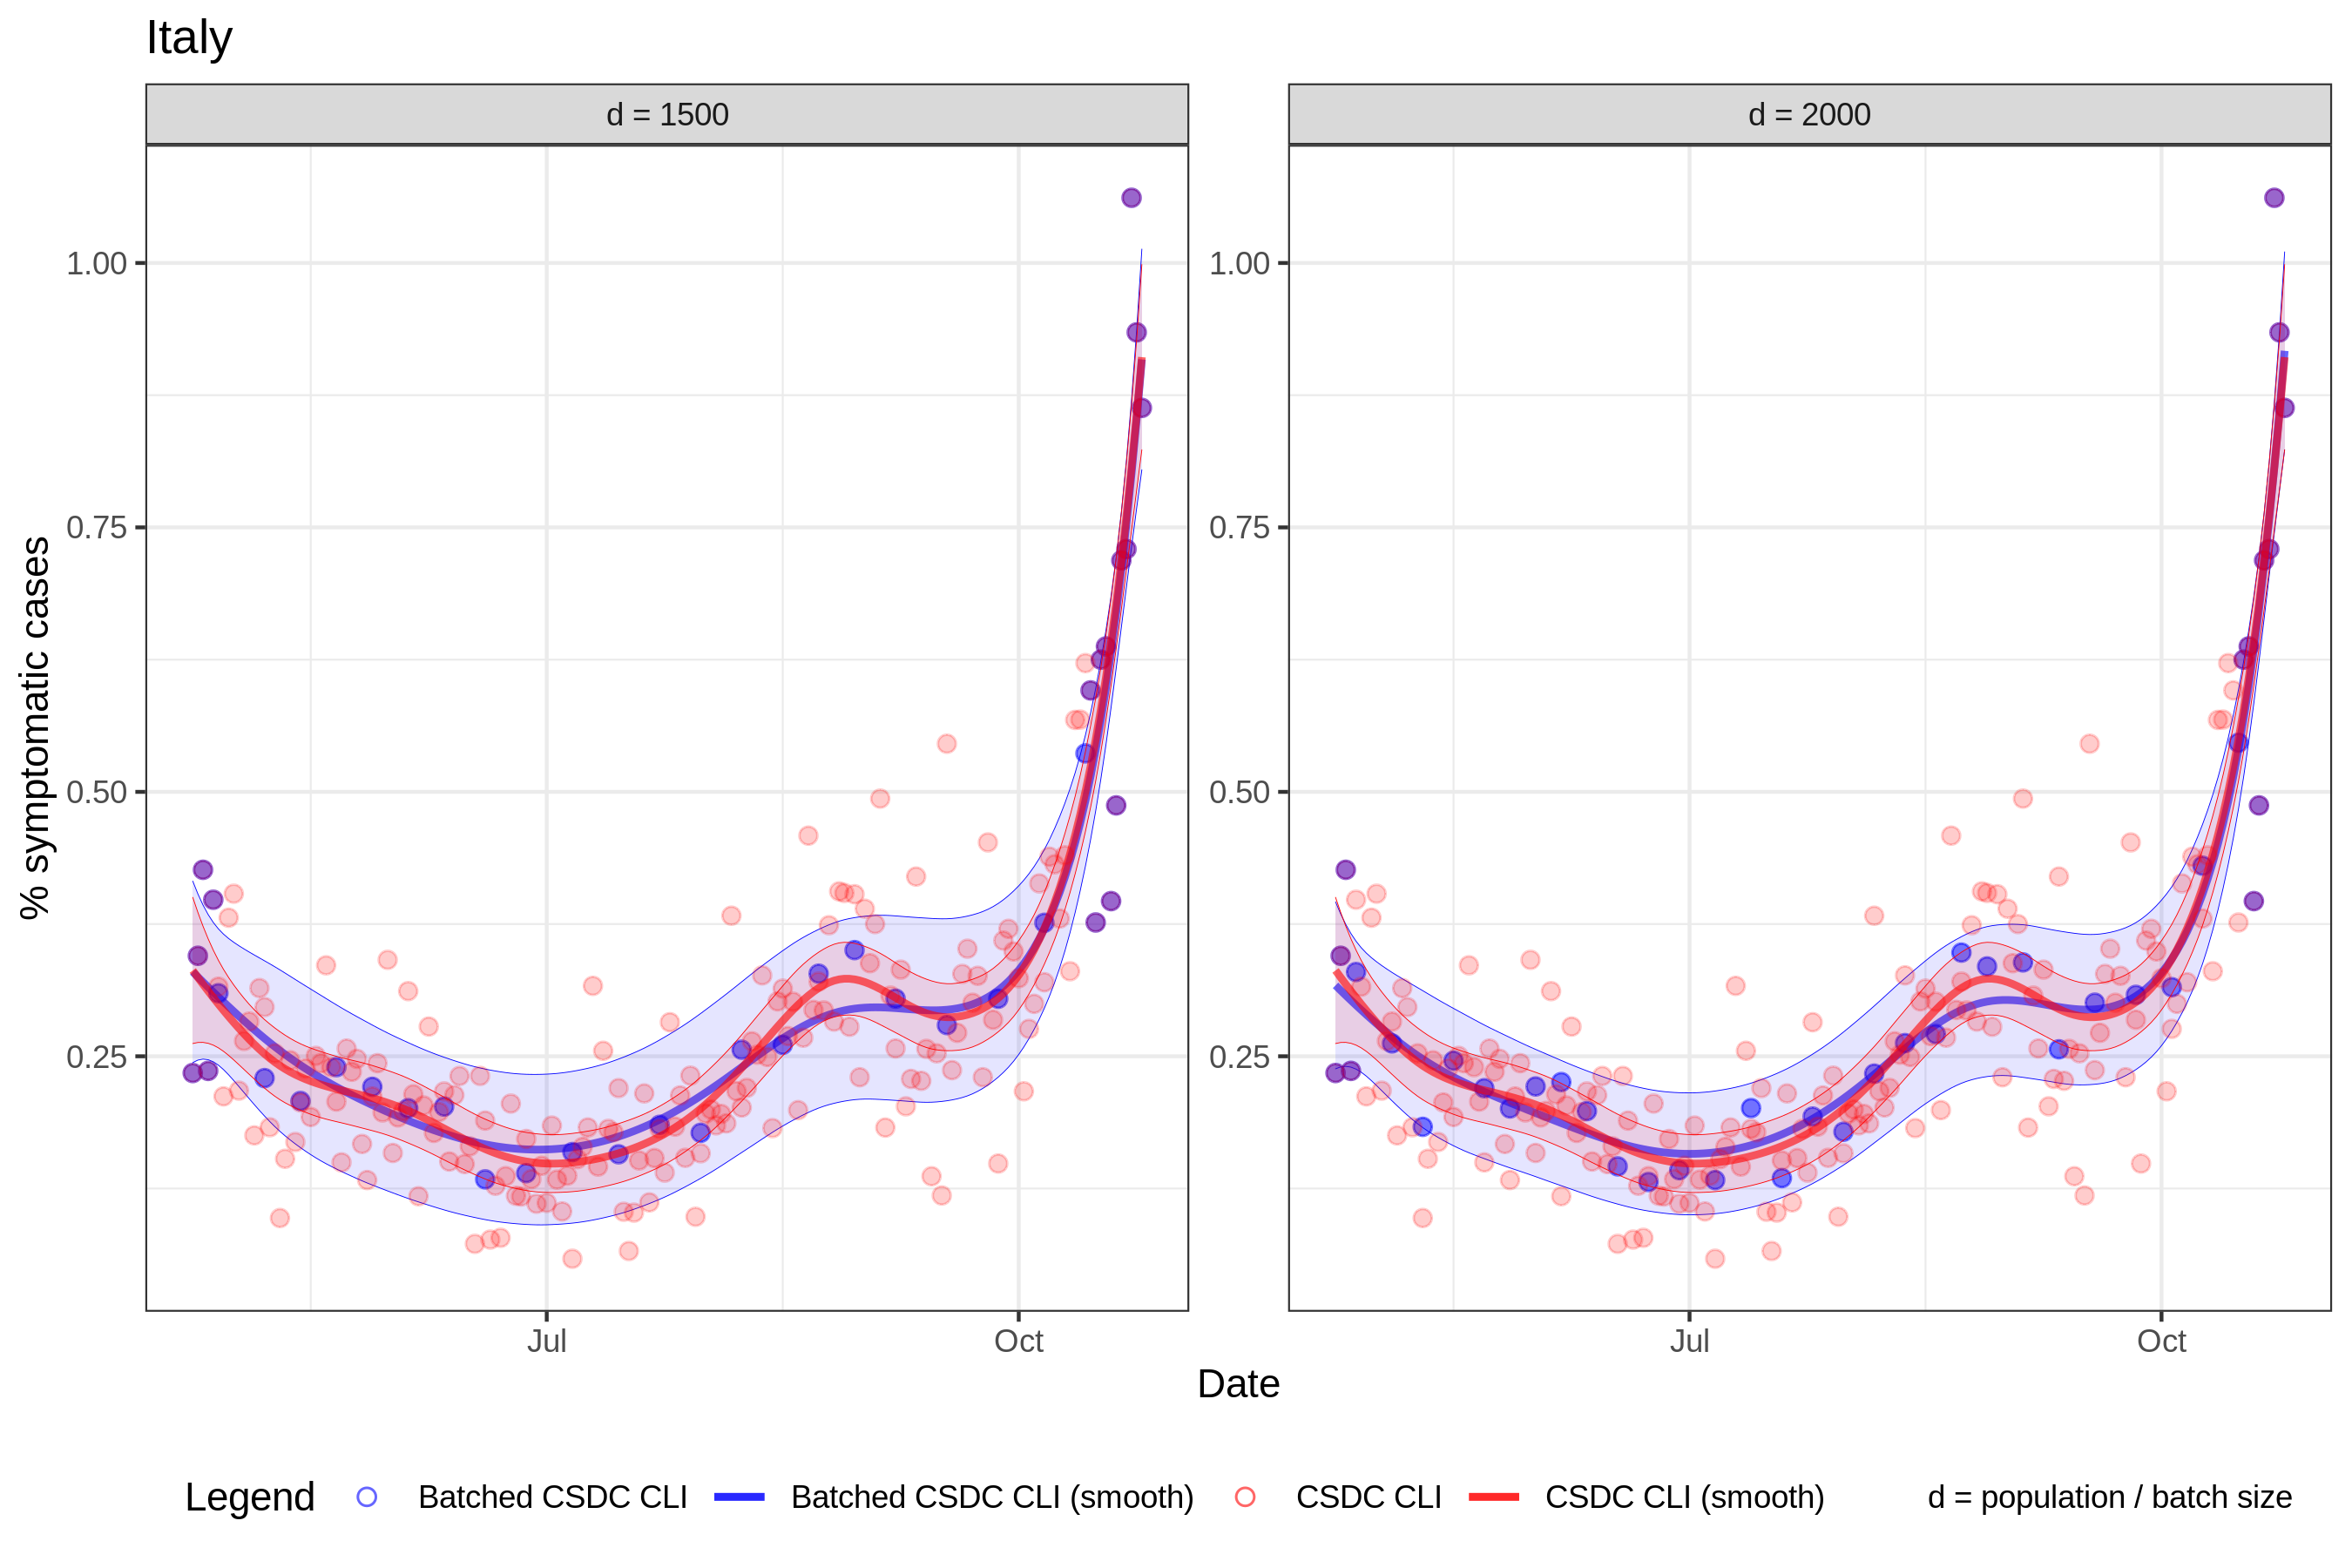 Italy
d = 1500
d = 2000
% symptomatic cases
1.00
0.75
0.50
0.25
1.00
0.75
0.50
0.25
Jul
Oct
Jul
Oct
Date
Legend
Batched CSDC CLI
Batched CSDC CLI (smooth)
CSDC CLI
CSDC CLI (smooth)
d = population / batch size